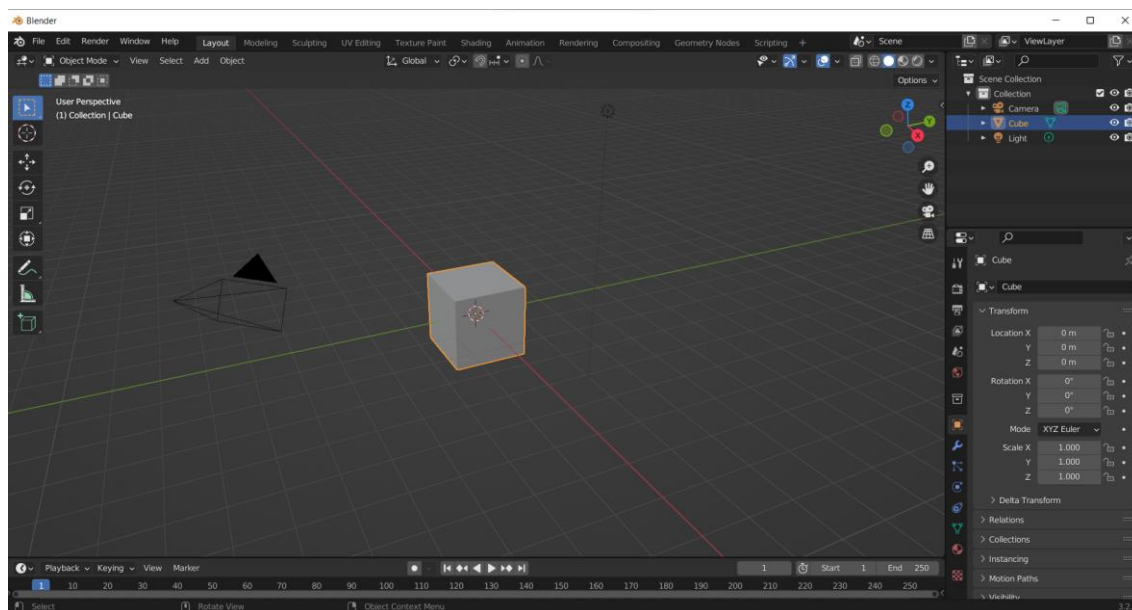 Blender
File Edit Render Window Help Layout Modeling Sculpting UV Editing Texture Paint Shading Animation Rendering Compositing Geometry Nodes Scripting + Scene ViewLayer
Object Mode View Select Add Object Global
Options
User Perspective
(1) Collection | Cube
Z
Y
X
Scene Collection
Collection
Camera
Cube
Light
Cube
Cube
Transform
Location X 0 m
Y 0 m
Z 0 m
Rotation X 0°
Y 0°
Z 0°
Mode XYZ Euler
Scale X 1.000
Y 1.000
Z 1.000
Delta Transform
Relations
Collections
Instancing
Motion Paths
Visibility
Playback Keying View Marker 1 Start 1 End 250
1 10 20 30 40 50 60 70 80 90 100 110 120 130 140 150 160 170 180 190 200 210 220 230 240 250
Select Rotate View Object Context Menu